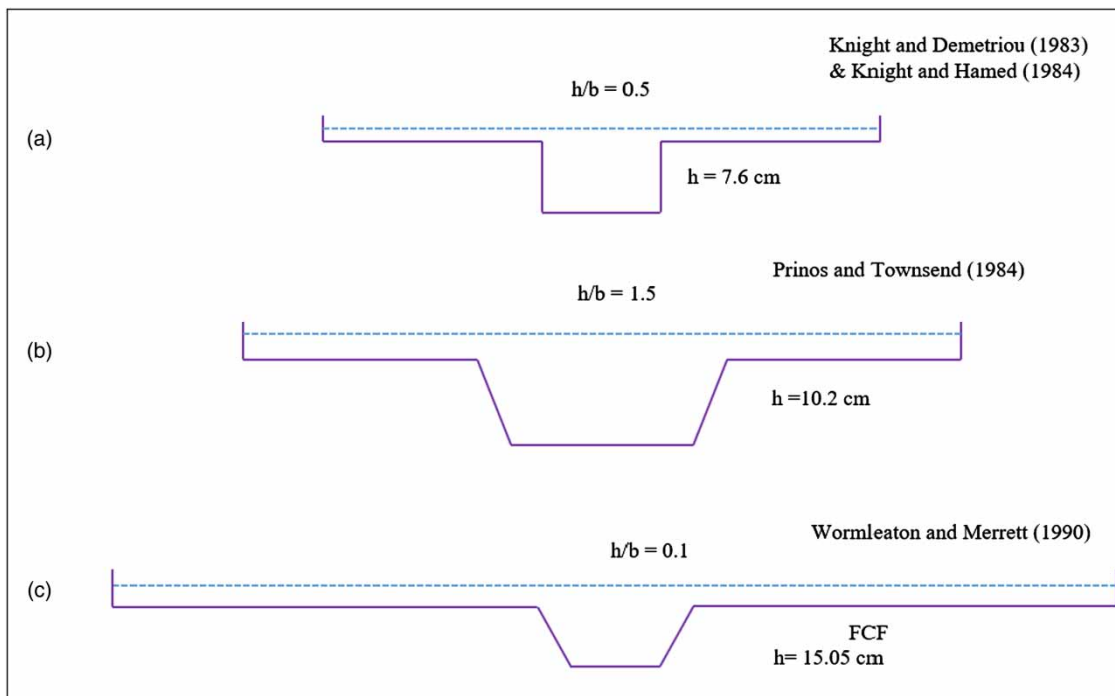 Knight and Demetriou (1983)
& Knight and Hamed (1984)
h/b = 0.5
(a)
h = 7.6 cm
Prinos and Townsend (1984)
h/b = 1.5
(b)
h =10.2 cm
Wormleaton and Merrett (1990)
h/b = 0.1
(c)
FCF
h= 15.05 cm